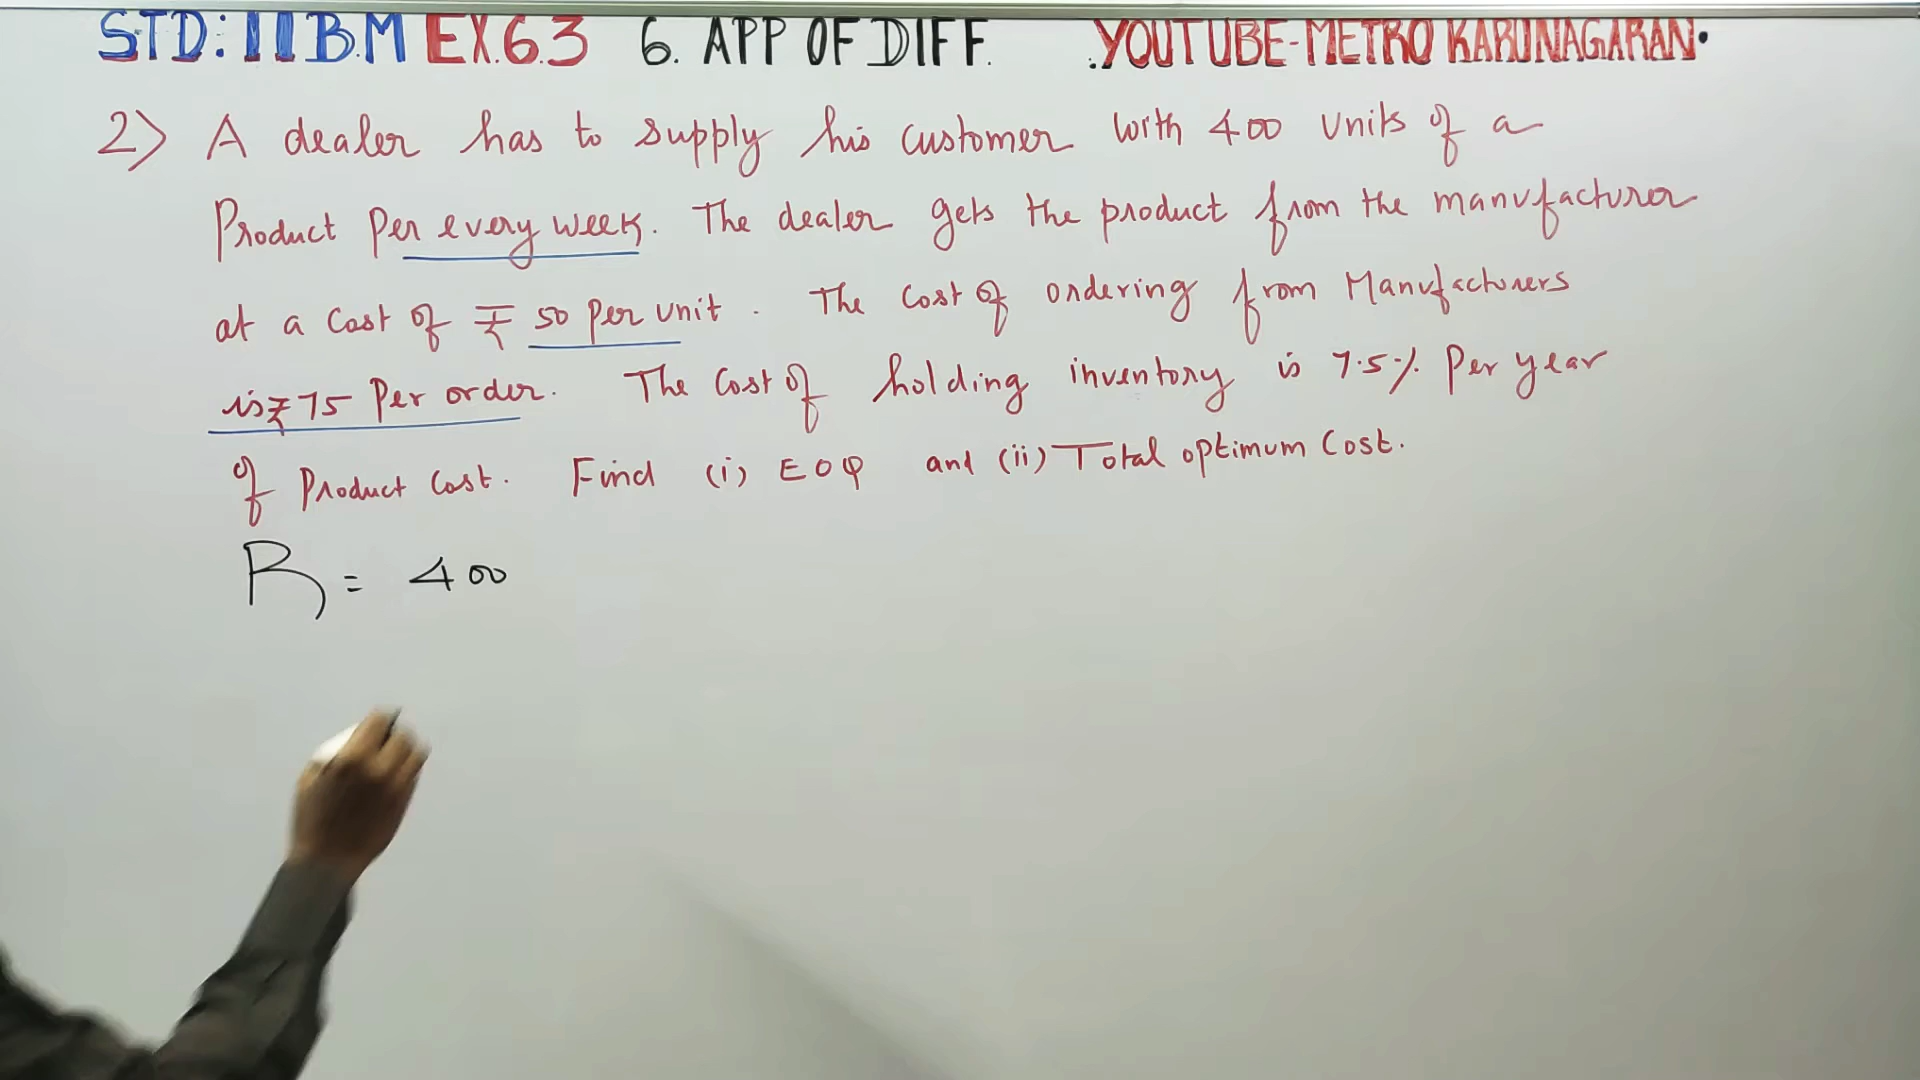 STD: 11 B.M EX.6.3 6. APP OF DIFF. YOUTUBE-METRO KARUNAGARAN.
2) A dealer has to supply his customer with 400 units of a
Product Per every week. The dealer gets the product from the manufacturer
at a cost of ₹ 50 per unit. The cost of ordering from Manufacturers
is ₹ 75 Per order. The cost of holding inventory is 7.5% Per year
of Product cost. Find (i) EOQ and (ii) Total optimum cost.
R = 400